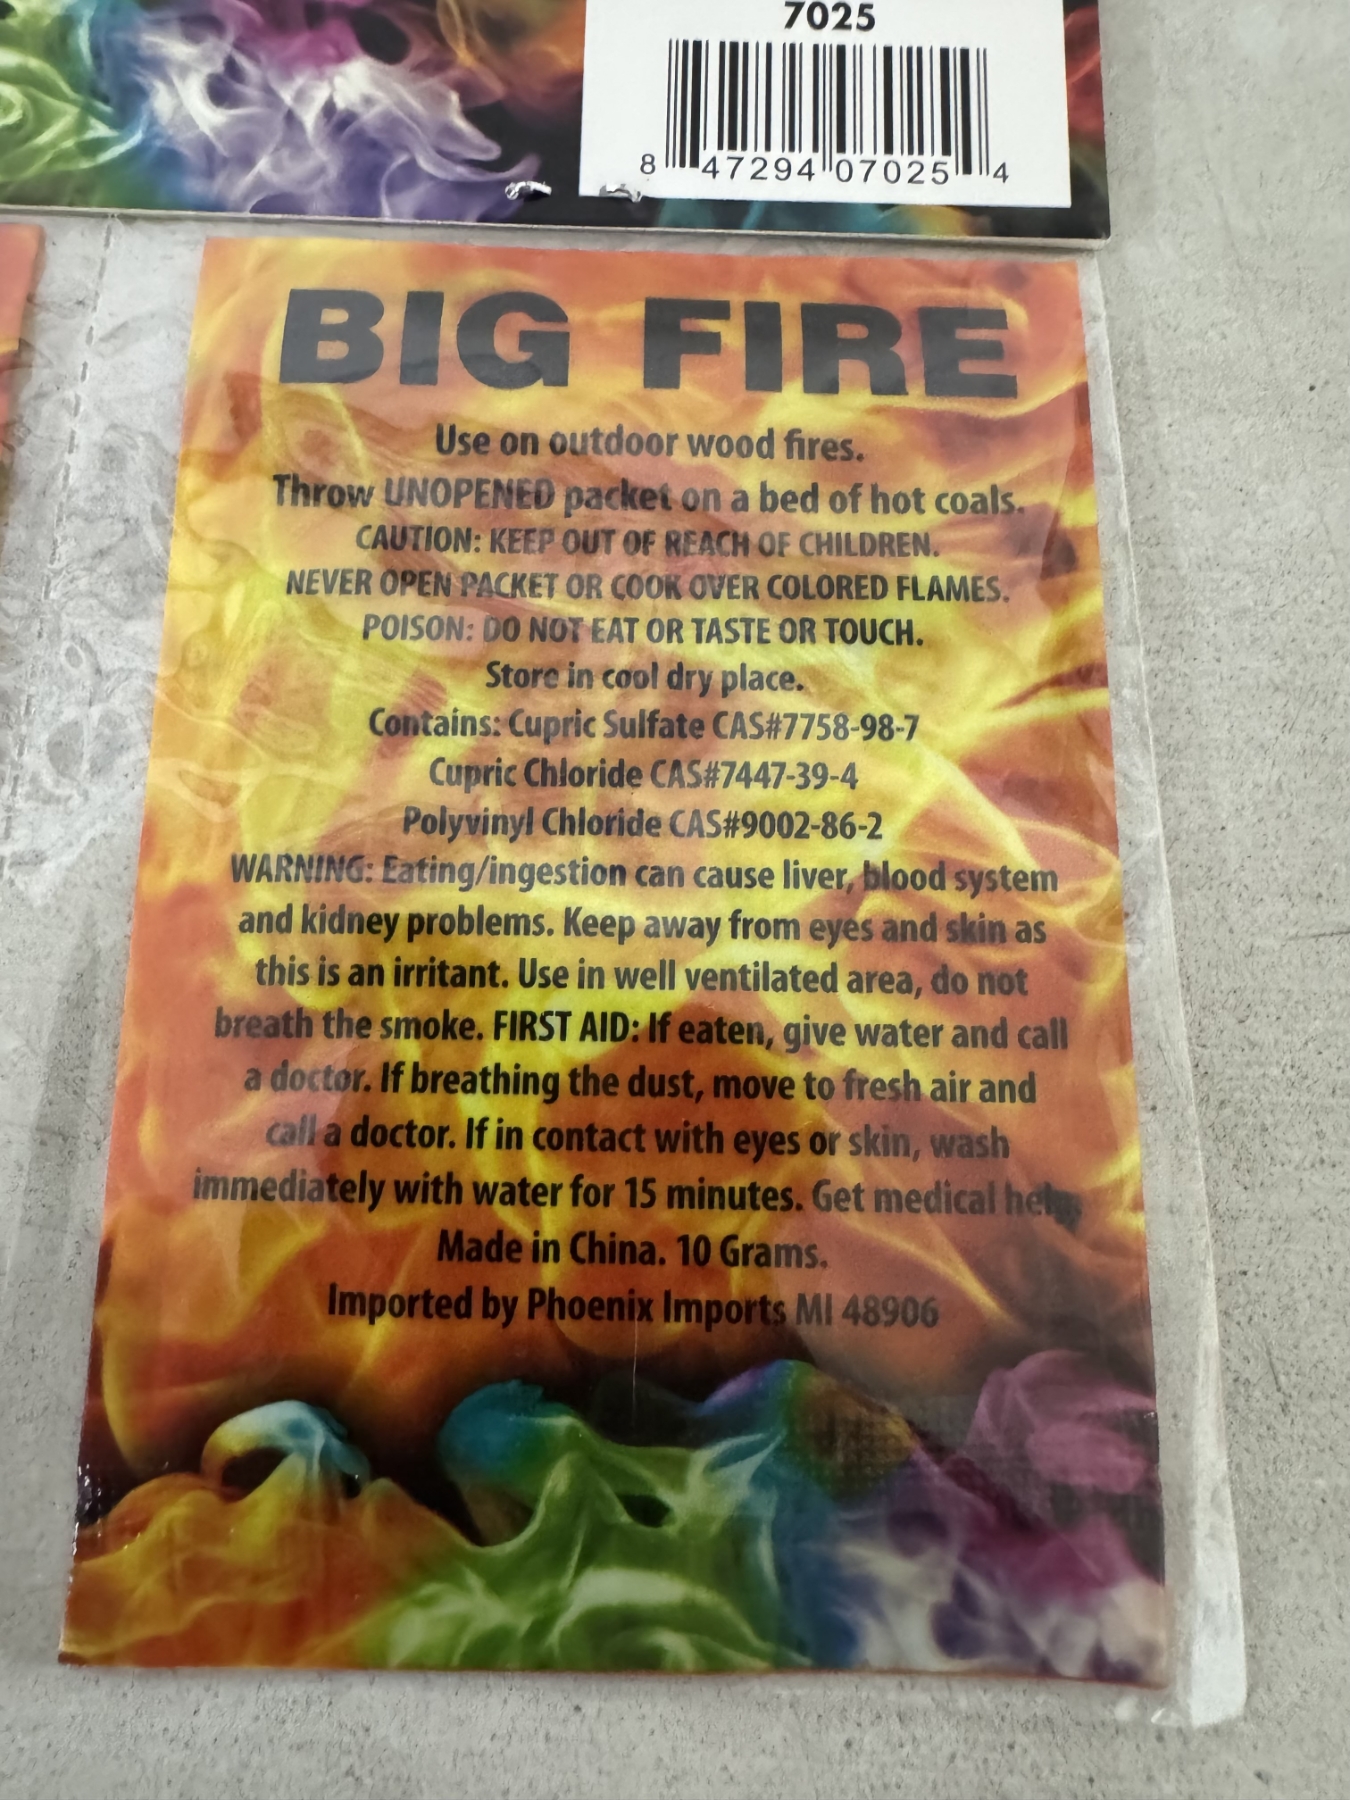 7025
8 47294 07025 4
BIG FIRE
Use on outdoor wood fires.
Throw UNOPENED packet on a bed of hot coals.
CAUTION: KEEP OUT OF REACH OF CHILDREN.
NEVER OPEN PACKET OR COOK OVER COLORED FLAMES.
POISON: DO NOT EAT OR TASTE OR TOUCH.
Store in cool dry place.
Contains: Cupric Sulfate CAS#7758-98-7
Cupric Chloride CAS#7447-39-4
Polyvinyl Chloride CAS#9002-86-2
WARNING: Eating/ingestion can cause liver, blood system
and kidney problems. Keep away from eyes and skin as
this is an irritant. Use in well ventilated area, do not
breath the smoke. FIRST AID: If eaten, give water and call
a doctor. If breathing the dust, move to fresh air and
call a doctor. If in contact with eyes or skin, wash
immediately with water for 15 minutes. Get medical help.
Made in China. 10 Grams.
Imported by Phoenix Imports MI 48906